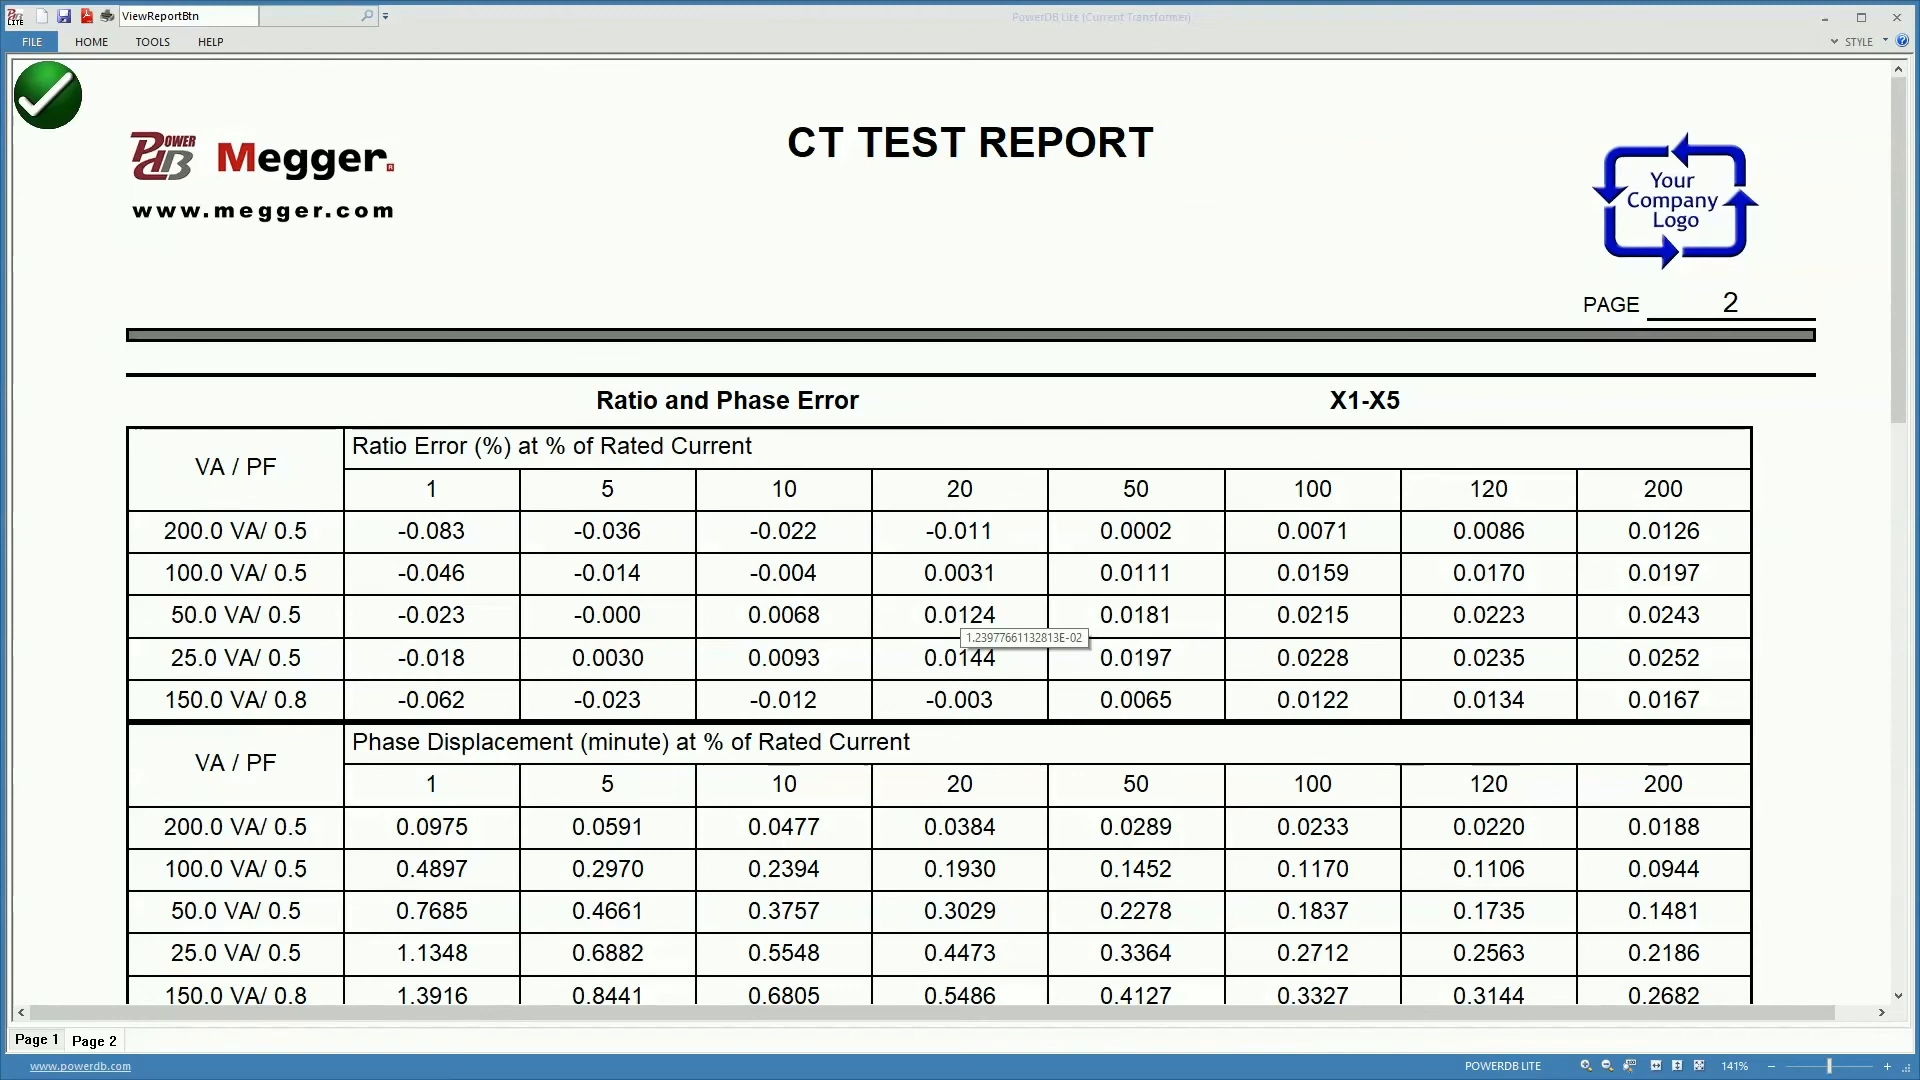 ViewReportBtn
PowerDB Lite (Current Transformer)
FILE HOME TOOLS HELP STYLE
POWER DB Megger.
www.megger.com
CT TEST REPORT
Your
Company
Logo
PAGE 2
Ratio and Phase Error X1-X5
VA / PF Ratio Error (%) at % of Rated Current
1 5 10 20 50 100 120 200
200.0 VA/ 0.5 -0.083 -0.036 -0.022 -0.011 0.0002 0.0071 0.0086 0.0126
100.0 VA/ 0.5 -0.046 -0.014 -0.004 0.0031 0.0111 0.0159 0.0170 0.0197
50.0 VA/ 0.5 -0.023 -0.000 0.0068 0.0124 0.0181 0.0215 0.0223 0.0243
1.23977661132813E-02
25.0 VA/ 0.5 -0.018 0.0030 0.0093 0.0144 0.0197 0.0228 0.0235 0.0252
150.0 VA/ 0.8 -0.062 -0.023 -0.012 -0.003 0.0065 0.0122 0.0134 0.0167
VA / PF Phase Displacement (minute) at % of Rated Current
1 5 10 20 50 100 120 200
200.0 VA/ 0.5 0.0975 0.0591 0.0477 0.0384 0.0289 0.0233 0.0220 0.0188
100.0 VA/ 0.5 0.4897 0.2970 0.2394 0.1930 0.1452 0.1170 0.1106 0.0944
50.0 VA/ 0.5 0.7685 0.4661 0.3757 0.3029 0.2278 0.1837 0.1735 0.1481
25.0 VA/ 0.5 1.1348 0.6882 0.5548 0.4473 0.3364 0.2712 0.2563 0.2186
150.0 VA/ 0.8 1.3916 0.8441 0.6805 0.5486 0.4127 0.3327 0.3144 0.2682
Page 1 Page 2
www.powerdb.com POWERDB LITE 141%